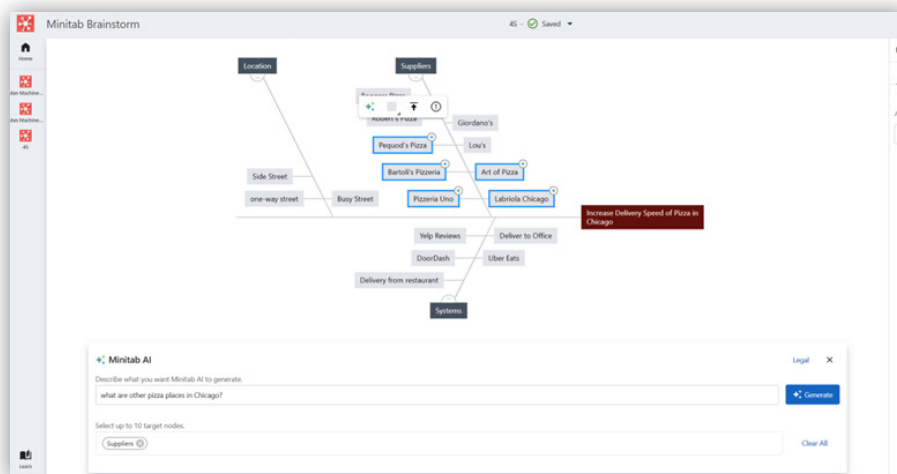 Minitab Brainstorm
4S - Saved
Home
4S
Learn
Location
Suppliers
Robert's Pizza
Giordano's
Pequod's Pizza
Lou's
Bartoli's Pizzeria
Art of Pizza
Side Street
one-way street
Busy Street
Pizzeria Uno
Labriola Chicago
Increase Delivery Speed of Pizza in
Chicago
Yelp Reviews
Deliver to Office
DoorDash
Uber Eats
Delivery from restaurant
Systems
Minitab AI
Legal
Describe what you want Minitab AI to generate.
what are other pizza places in Chicago?
Generate
Select up to 10 target nodes.
Suppliers
Clear All